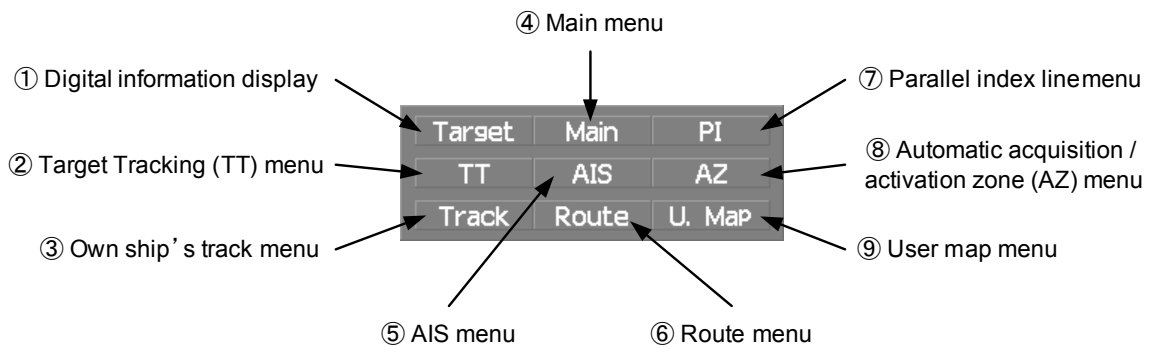 ④ Main menu
① Digital information display
⑦ Parallel index linemenu
Target Main PI
② Target Tracking (TT) menu
TT AIS AZ
⑧ Automatic acquisition /
activation zone (AZ) menu
Track Route U. Map
③ Own ship’s track menu
⑨ User map menu
⑤ AIS menu
⑥ Route menu